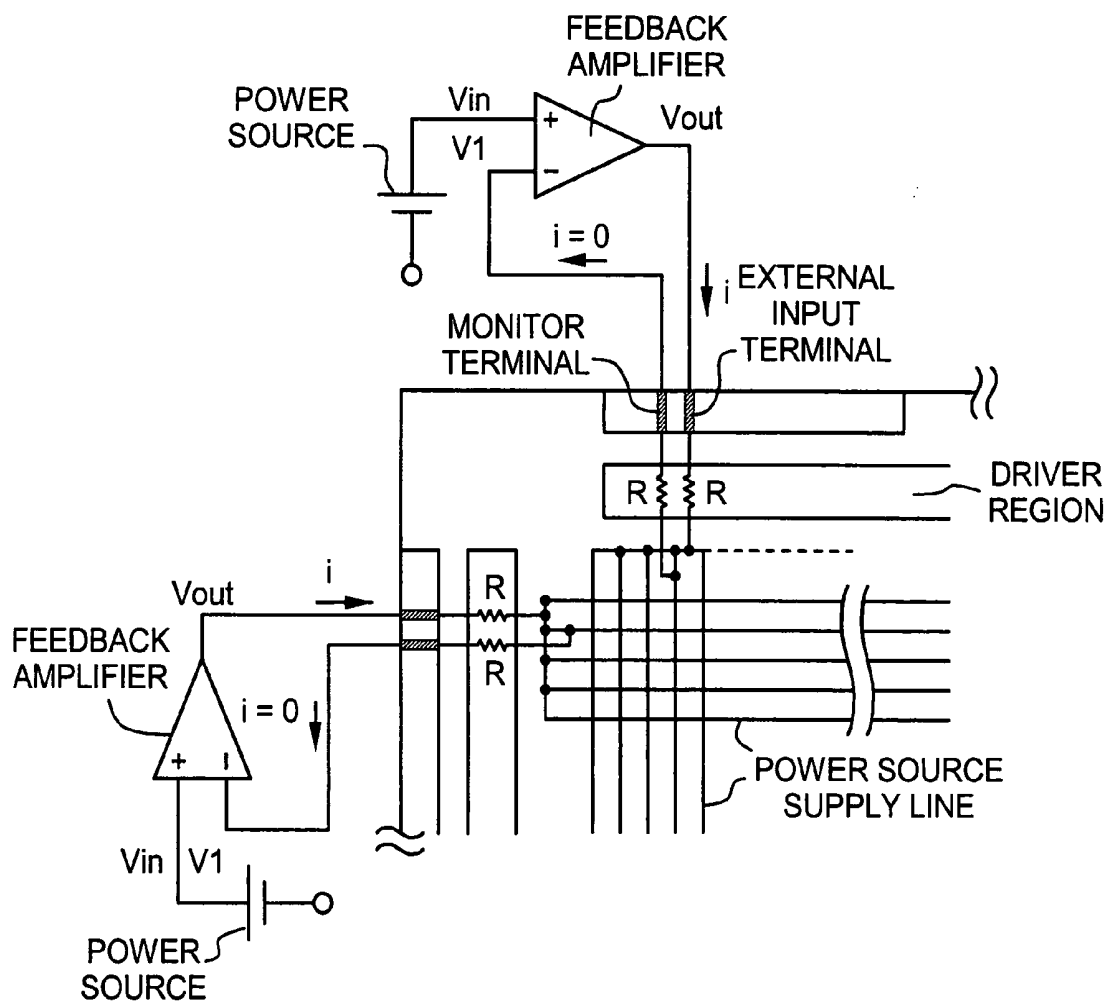 FEEDBACK
AMPLIFIER
POWER
SOURCE
Vin
V1
+
−
Vout
i = 0
i
EXTERNAL
INPUT
TERMINAL
MONITOR
TERMINAL
R
R
DRIVER
REGION
i
Vout
R
R
FEEDBACK
AMPLIFIER
i = 0
+
−
POWER SOURCE
SUPPLY LINE
Vin
V1
POWER
SOURCE